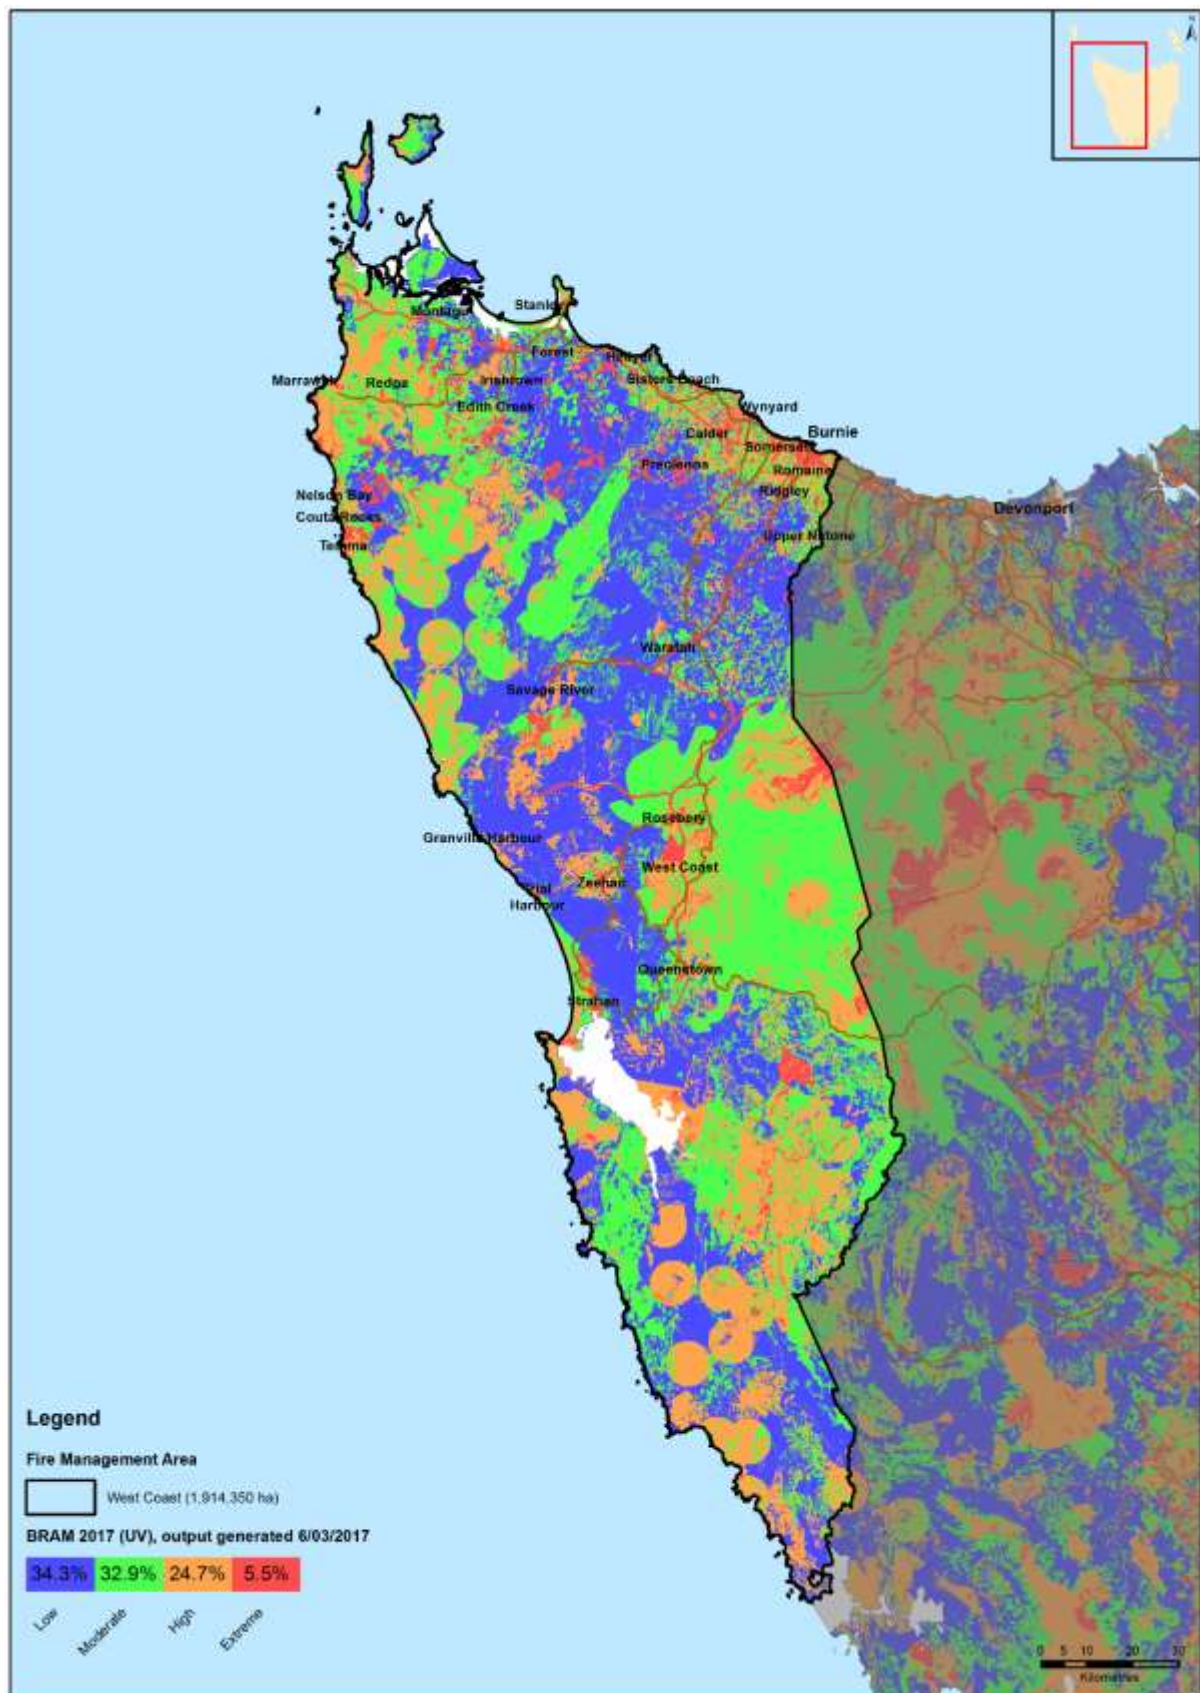 N
Montagu
Stanley
Forest
Hellyer
Marrawah
Redpa
Irishtown
Sisters Beach
Edith Creek
Wynyard
Calder
Burnie
Somerset
Preolenna
Romaine
Ridgley
Nelson Bay
Couta Rocks
Devonport
Temma
Upper Natone
Waratah
Savage River
Rosebery
Granville Harbour
West Coast
Zeehan
Trial
Harbour
Queenstown
Strahan
Legend
Fire Management Area
West Coast (1,914,350 ha)
BRAM 2017 (UV), output generated 6/03/2017
34.3% 32.9% 24.7% 5.5%
Low Moderate High Extreme
0 5 10 20 30
Kilometres